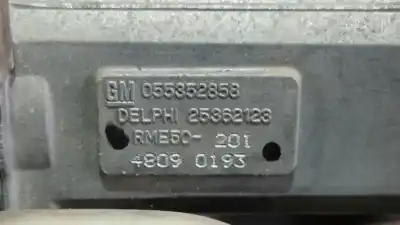 GM 055352858
DELPHI 25362123
RME50- 201
4809 0193